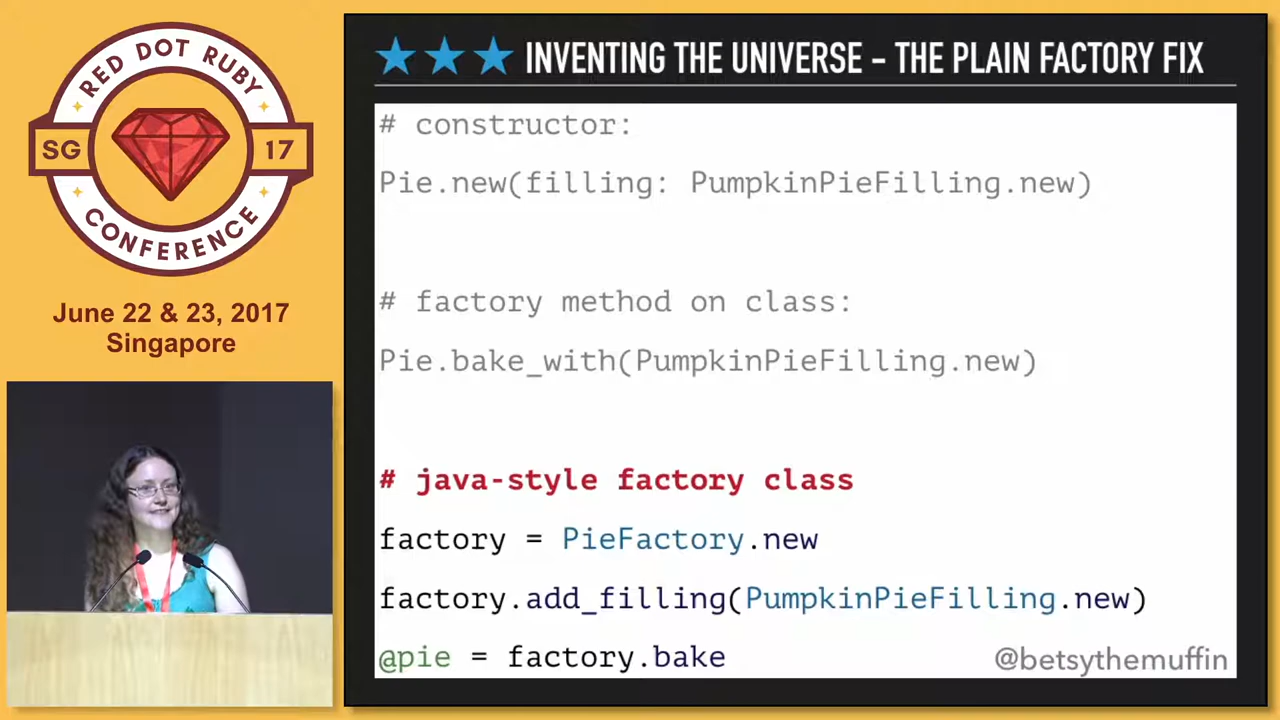 RED DOT RUBY
SG 17
CONFERENCE
June 22 & 23, 2017
Singapore
★★★ INVENTING THE UNIVERSE – THE PLAIN FACTORY FIX
# constructor:
Pie.new(filling: PumpkinPieFilling.new)
# factory method on class:
Pie.bake_with(PumpkinPieFilling.new)
# java-style factory class
factory = PieFactory.new
factory.add_filling(PumpkinPieFilling.new)
@pie = factory.bake
@betsythemuffin